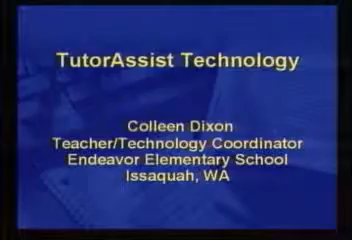 TutorAssist Technology
Colleen Dixon
Teacher/Technology Coordinator
Endeavor Elementary School
Issaquah, WA